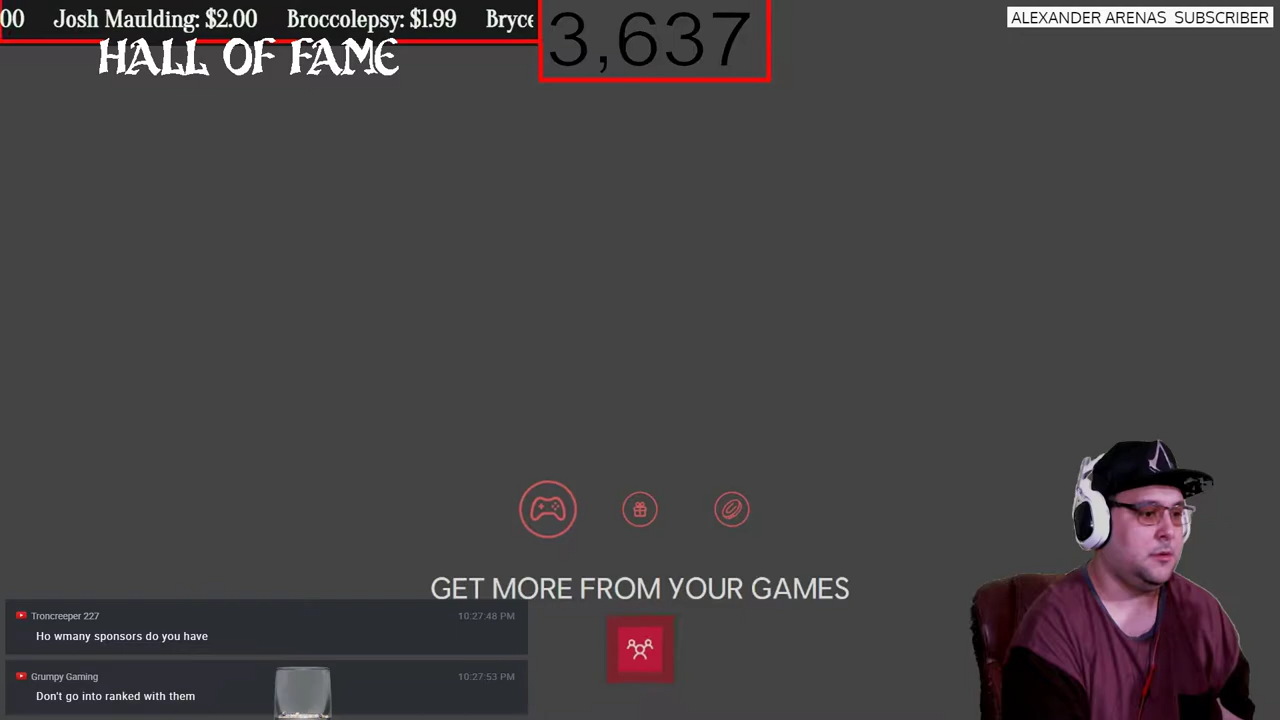 00 Josh Maulding: $2.00 Broccolepsy: $1.99 Bryce
HALL OF FAME
3,637
ALEXANDER ARENAS SUBSCRIBER
GET MORE FROM YOUR GAMES
Troncreeper 227 10:27:48 PM
Ho wmany sponsors do you have
Grumpy Gaming 10:27:53 PM
Don't go into ranked with them